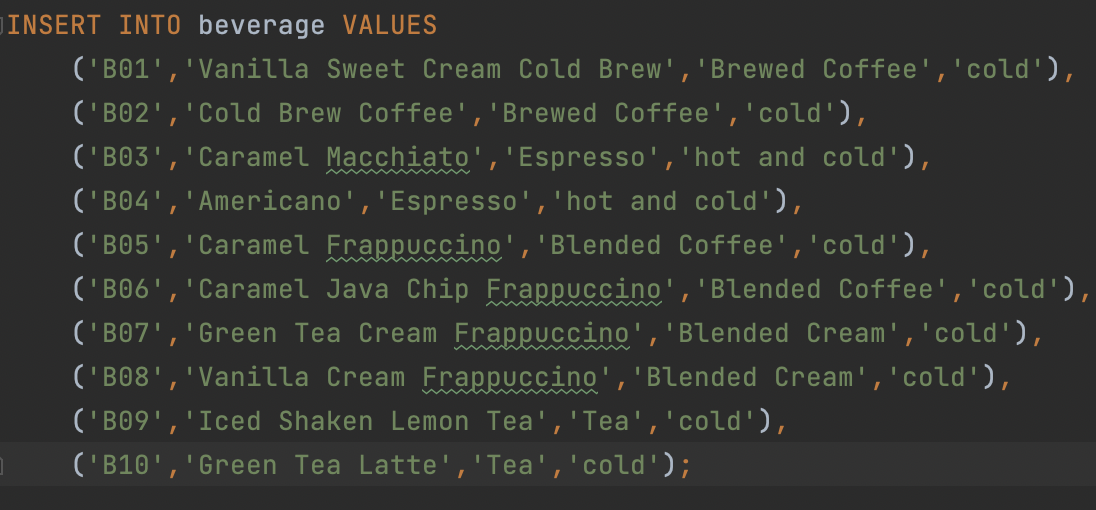 INSERT INTO beverage VALUES
('B01','Vanilla Sweet Cream Cold Brew','Brewed Coffee','cold'),
('B02','Cold Brew Coffee','Brewed Coffee','cold'),
('B03','Caramel Macchiato','Espresso','hot and cold'),
('B04','Americano','Espresso','hot and cold'),
('B05','Caramel Frappuccino','Blended Coffee','cold'),
('B06','Caramel Java Chip Frappuccino','Blended Coffee','cold'),
('B07','Green Tea Cream Frappuccino','Blended Cream','cold'),
('B08','Vanilla Cream Frappuccino','Blended Cream','cold'),
('B09','Iced Shaken Lemon Tea','Tea','cold'),
('B10','Green Tea Latte','Tea','cold');